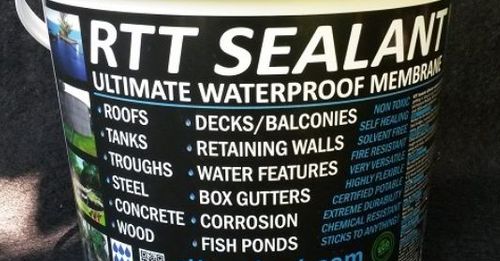 RTT SEALANT
ULTIMATE WATERPROOF MEMBRANE
ROOFS
TANKS
TROUGHS
STEEL
CONCRETE
WOOD
DECKS/BALCONIES
RETAINING WALLS
WATER FEATURES
BOX GUTTERS
CORROSION
FISH PONDS
NON TOXIC
SELF HEALING
SOLVENT FREE
FIRE RESISTANT
VERY VERSATILE
HIGHLY FLEXIBLE
CERTIFIED POTABLE
EXTREME DURABILITY
CHEMICAL RESISTANT
STICKS TO ANYTHING!